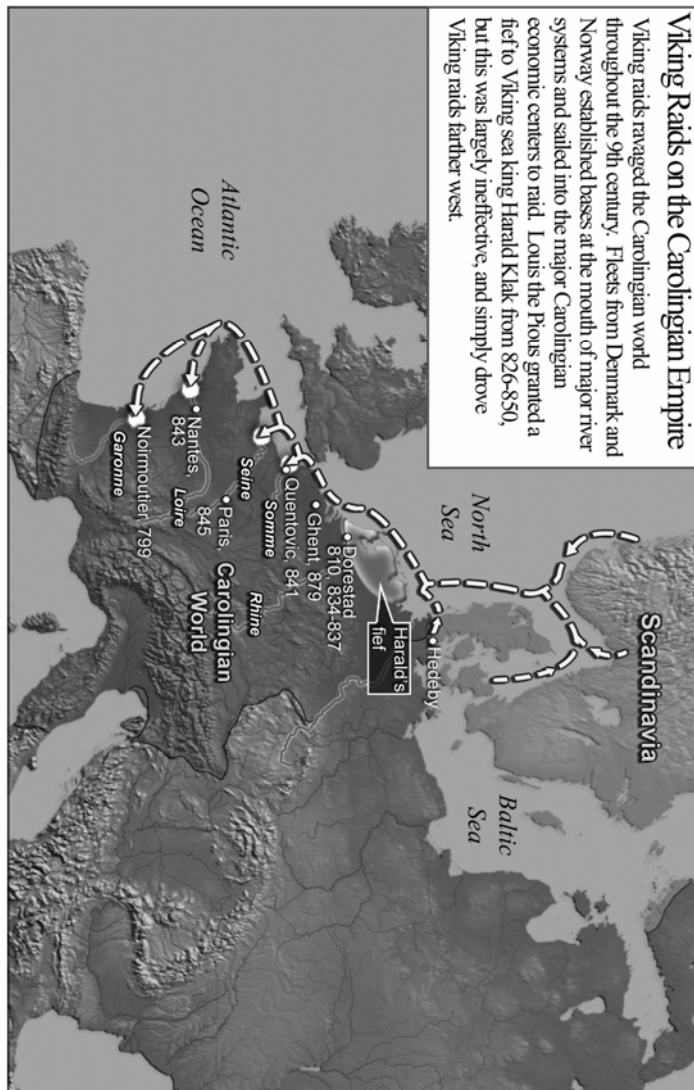 Viking Raids on the Carolingian Empire
Viking raids ravaged the Carolingian world
throughout the 9th century. Fleets from Denmark and
Norway established bases at the mouth of major river
systems and sailed into the major Carolingian
economic centers to raid. Louis the Pious granted a
fief to Viking sea king Harald Klak from 826-850,
but this was largely ineffective, and simply drove
Viking raids farther west.
Scandinavia
North
Sea
Baltic
Sea
Hedeby
Harald's
fief
Dorestad
810, 834-837
Ghent, 879
Quentovic, 841
Somme
Rhine
Seine
Paris,
845
Carolingian
World
Atlantic
Ocean
Nantes,
843
Loire
Noirmoutier, 799
Garonne